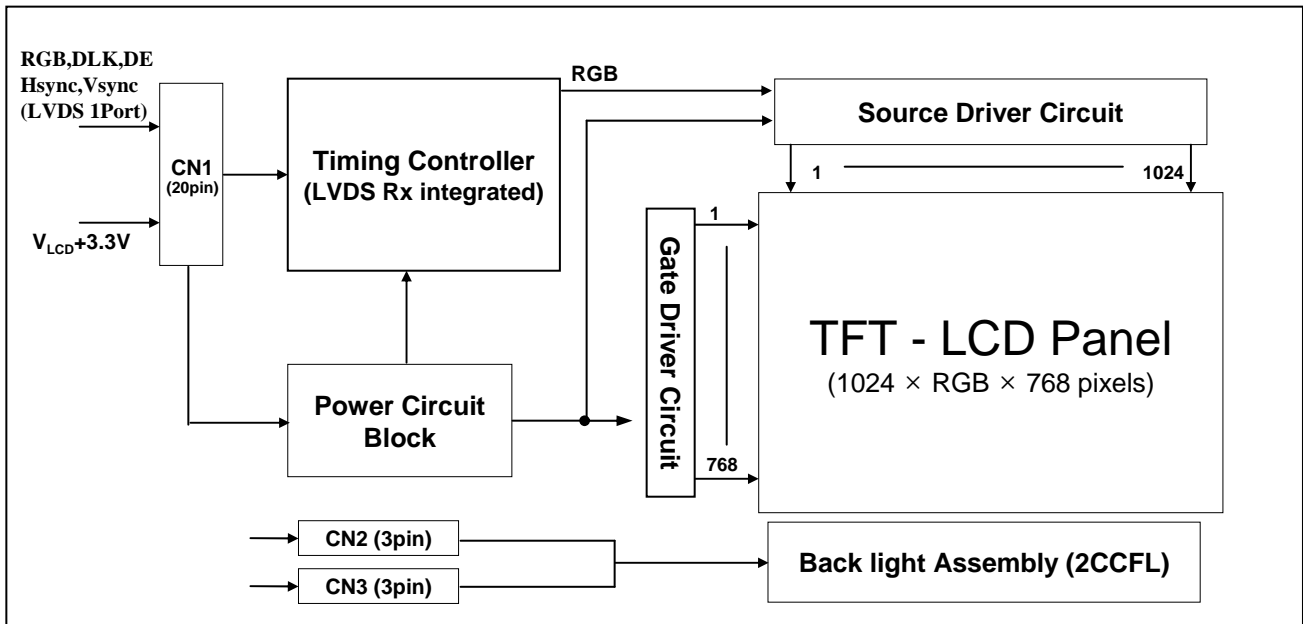 RGB,DLK,DE
Hsync,Vsync
(LVDS 1Port)
CN1
(20pin)
VLCD+3.3V
Timing Controller
(LVDS Rx integrated)
RGB
Source Driver Circuit
1
1024
Gate Driver Circuit
1
768
TFT - LCD Panel
(1024 × RGB × 768 pixels)
Power Circuit
Block
CN2 (3pin)
CN3 (3pin)
Back light Assembly (2CCFL)